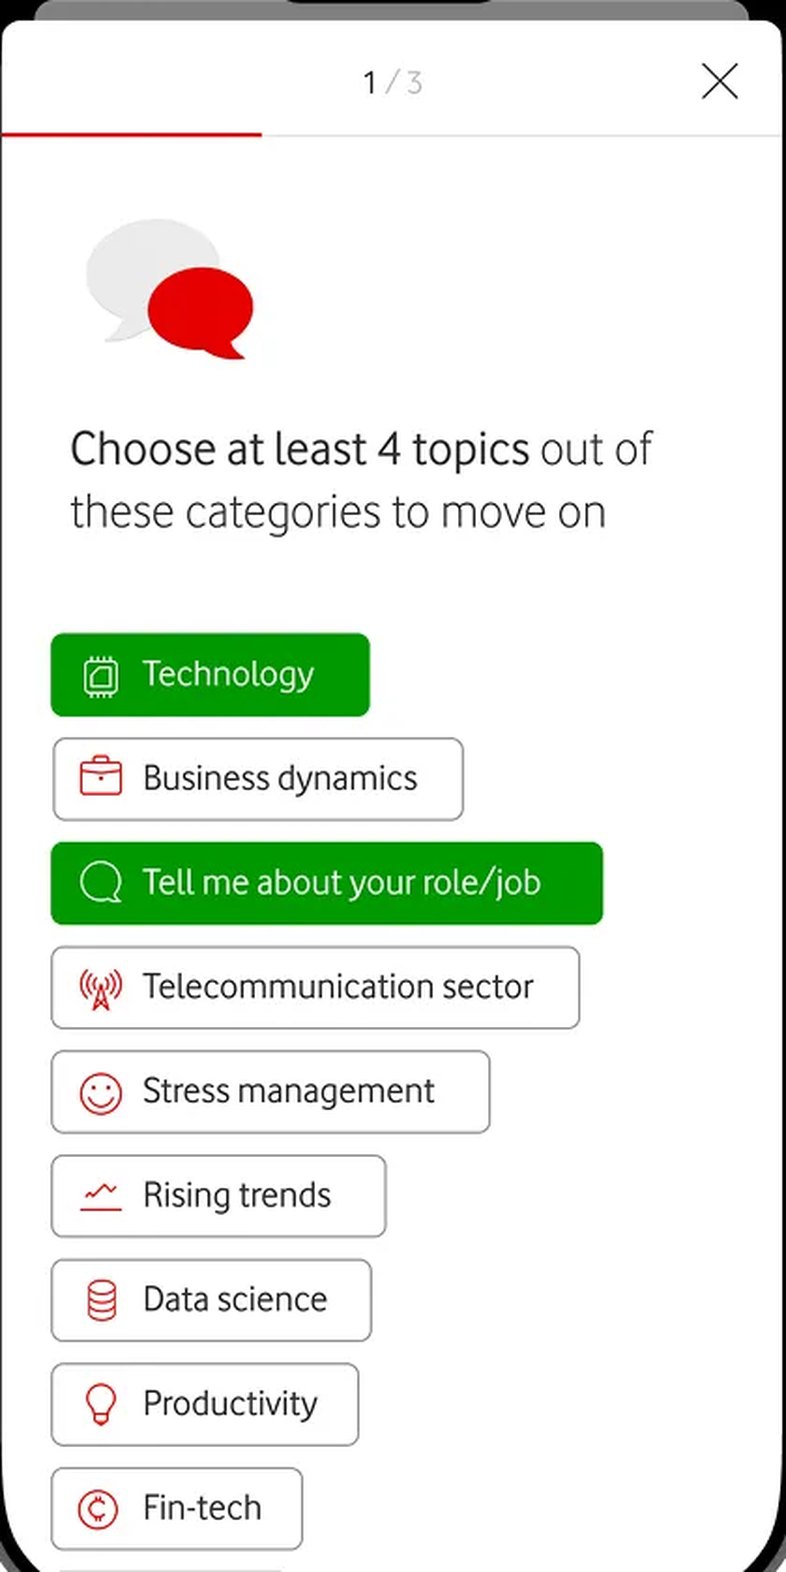 1 / 3
Choose at least 4 topics out of
these categories to move on
Technology
Business dynamics
Tell me about your role/job
Telecommunication sector
Stress management
Rising trends
Data science
Productivity
Fin-tech